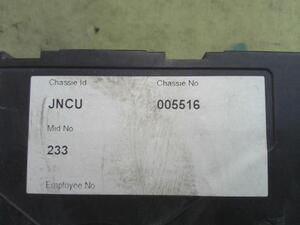 Chassie Id Chassie No
JNCU 005516
Mid No
233
Employee No